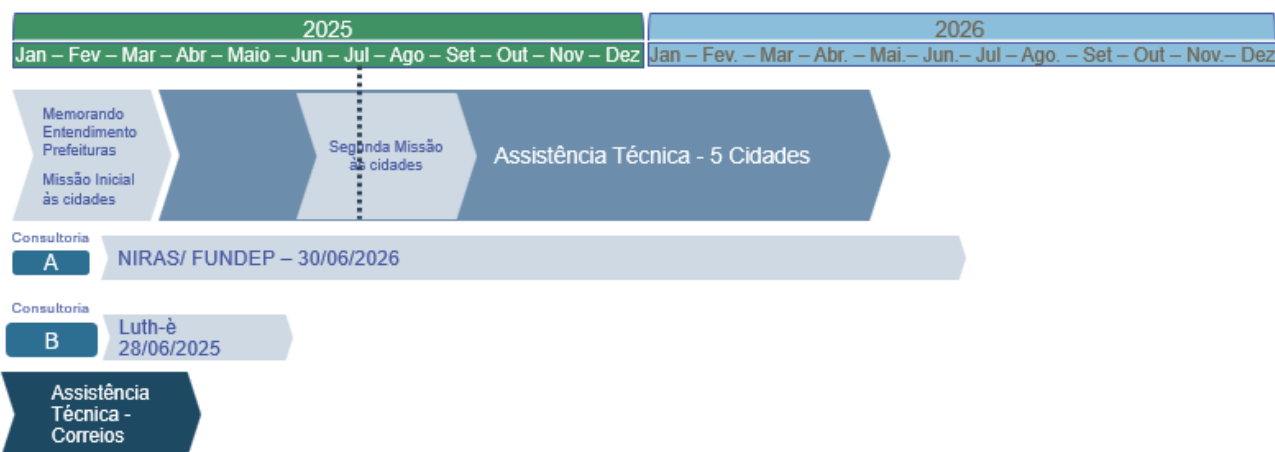 2025
2026
Jan – Fev – Mar – Abr – Maio – Jun – Jul – Ago – Set – Out – Nov – Dez
Jan – Fev. – Mar – Abr. – Mai.– Jun.– Jul – Ago. – Set – Out – Nov.– Dez
Memorando
Entendimento
Prefeituras
Missão Inicial
às cidades
Segunda Missão
às cidades
Assistência Técnica - 5 Cidades
Consultoria
A
NIRAS/ FUNDEP – 30/06/2026
Consultoria
B
Luth-è
28/06/2025
Assistência
Técnica -
Correios